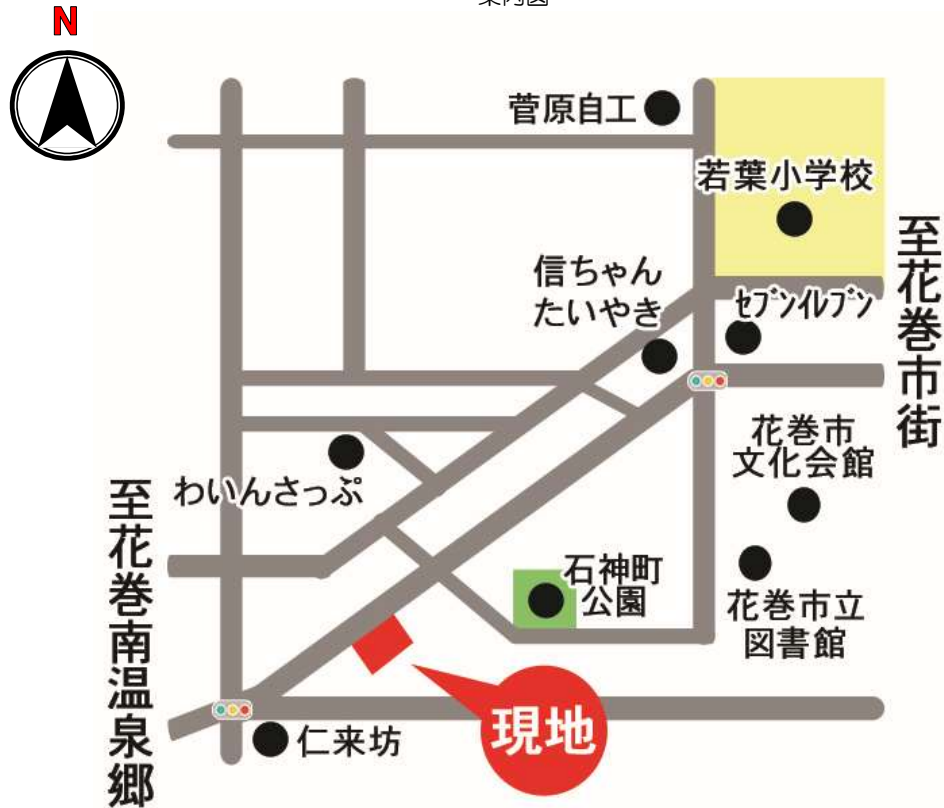 案内図
N
菅原自工
若葉小学校
至花巻市街
信ちゃん
たいやき
ｾﾌﾞﾝｲﾚﾌﾞﾝ
花巻市
文化会館
わいんさっぷ
至花巻南温泉郷
石神町
公園
花巻市立
図書館
現地
仁来坊